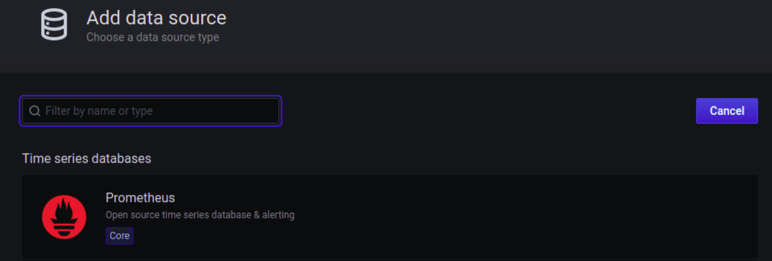 Add data source
Choose a data source type
Filter by name or type
Cancel
Time series databases
Prometheus
Open source time series database & alerting
Core